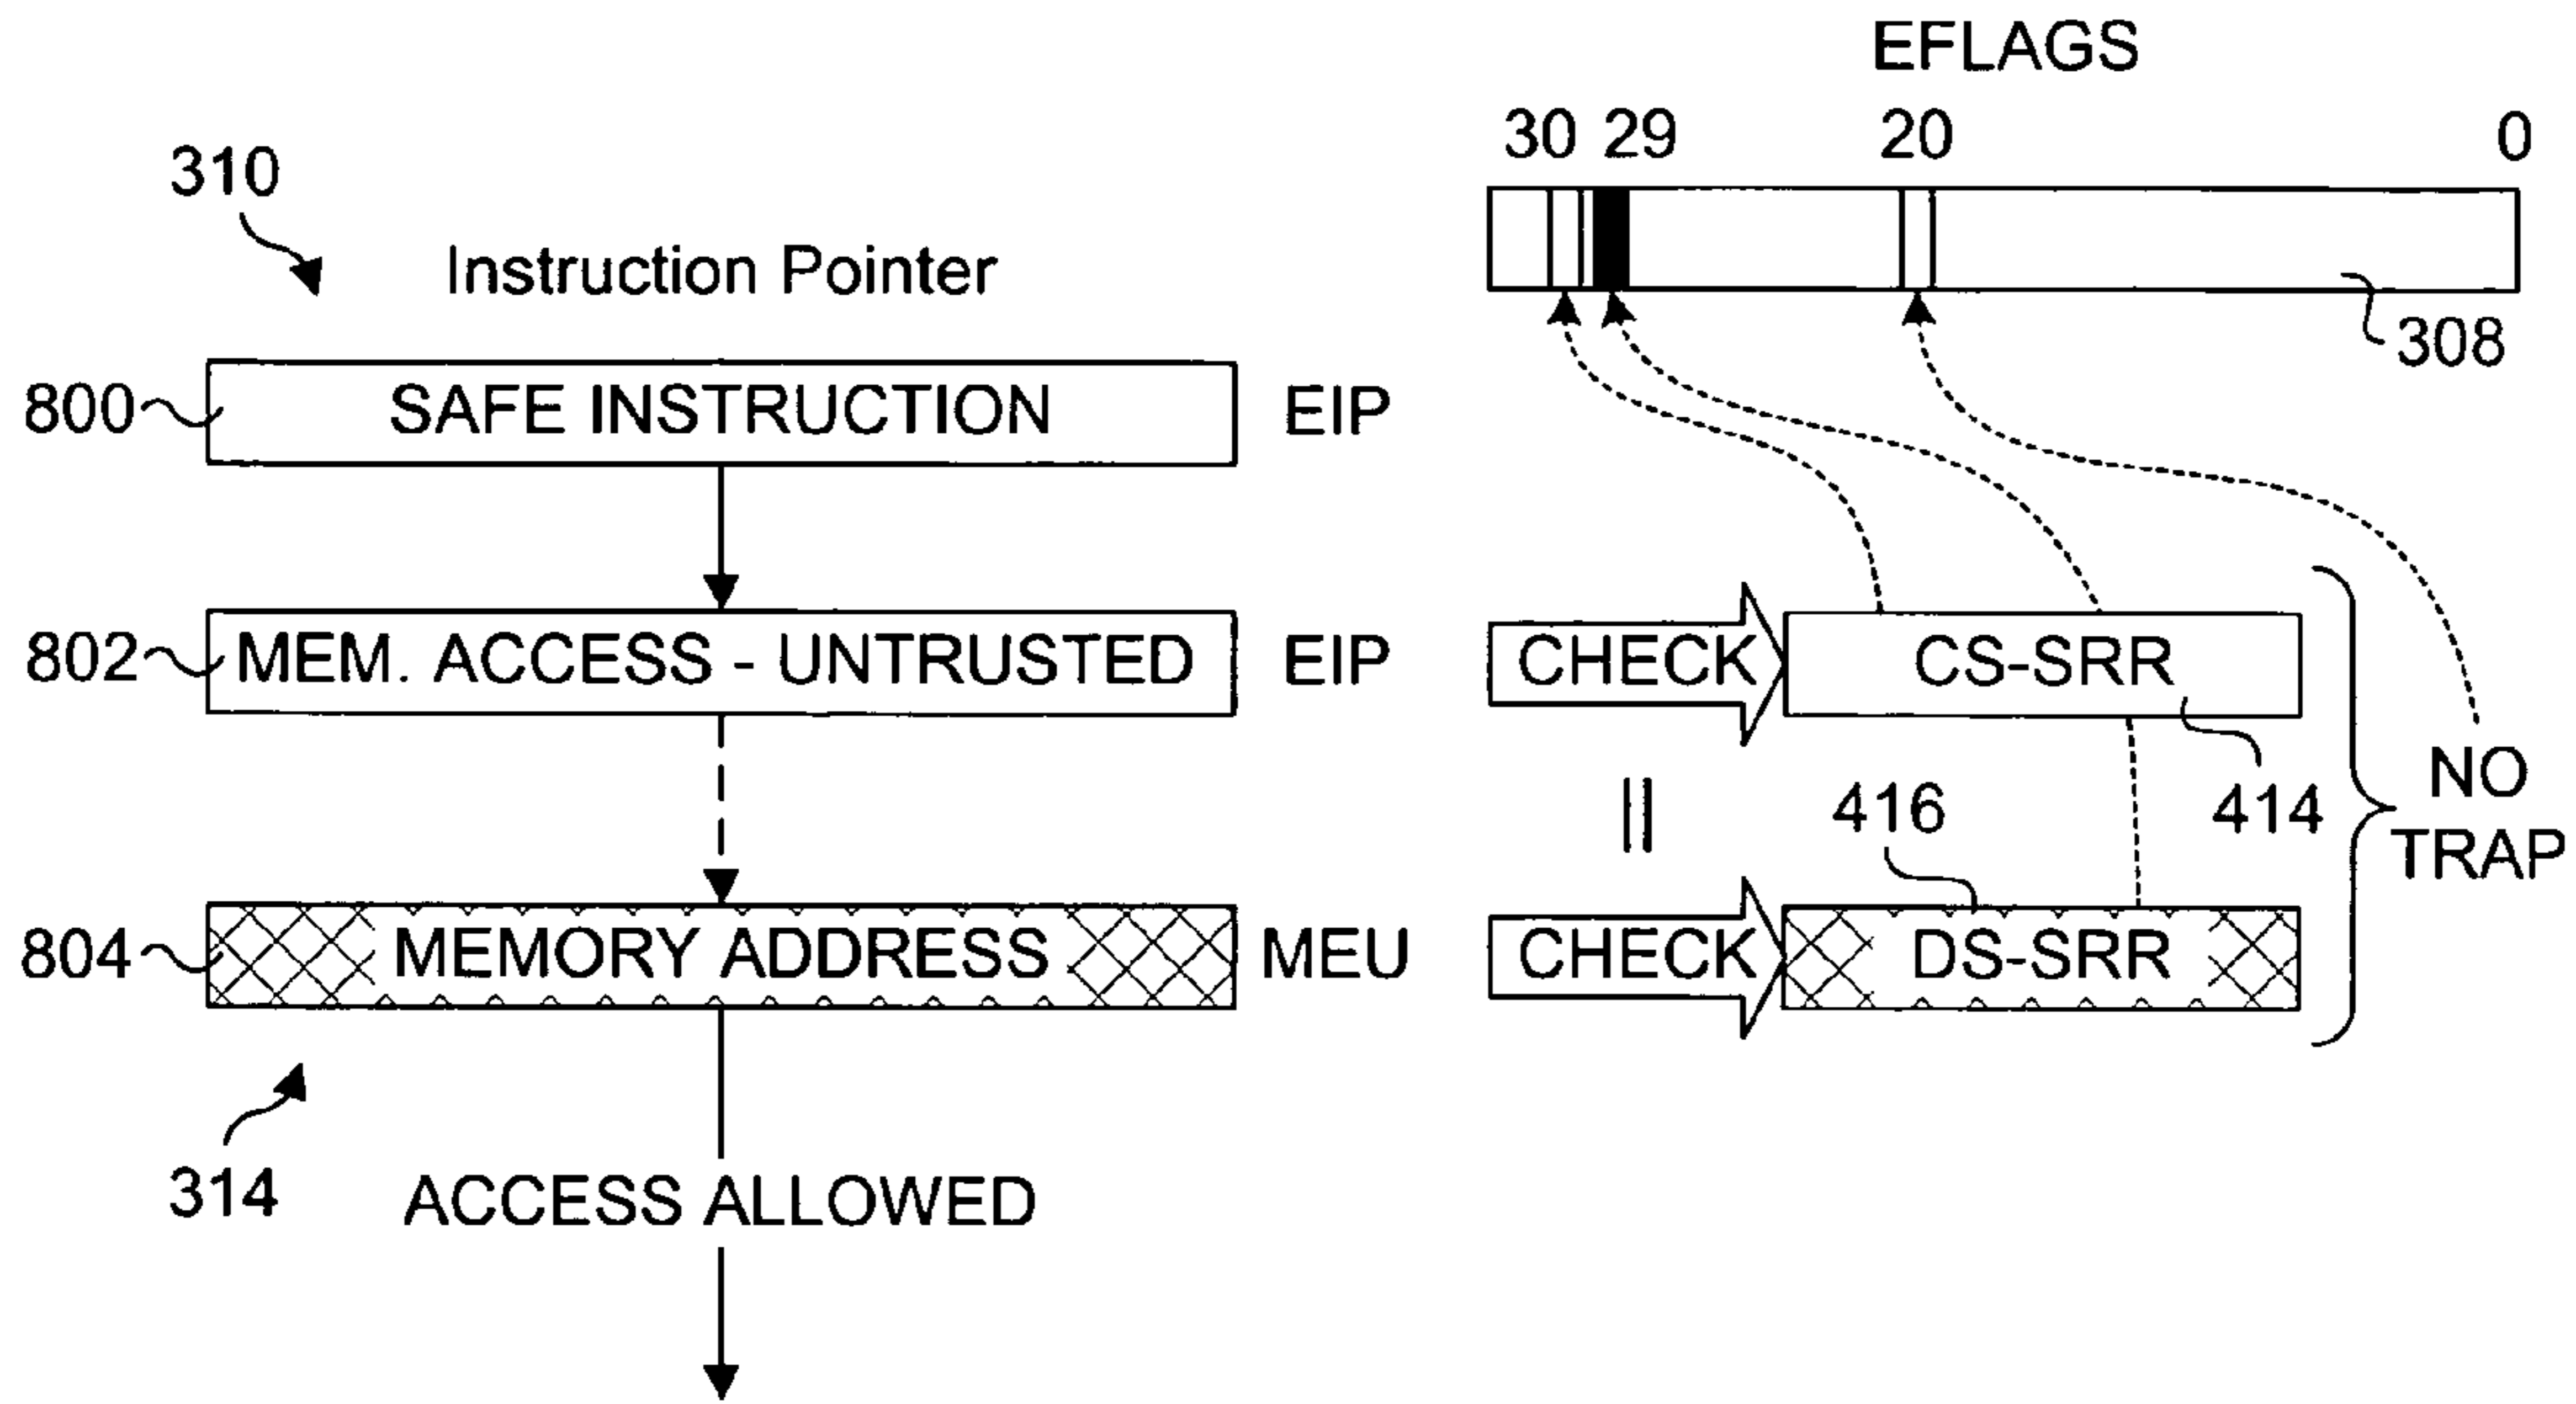 EFLAGS
30 29 20 0
310
Instruction Pointer
308
800 SAFE INSTRUCTION EIP
802 MEM. ACCESS - UNTRUSTED EIP CHECK CS-SRR
NO
TRAP
416 414
||
804 MEMORY ADDRESS MEU CHECK DS-SRR
314 ACCESS ALLOWED